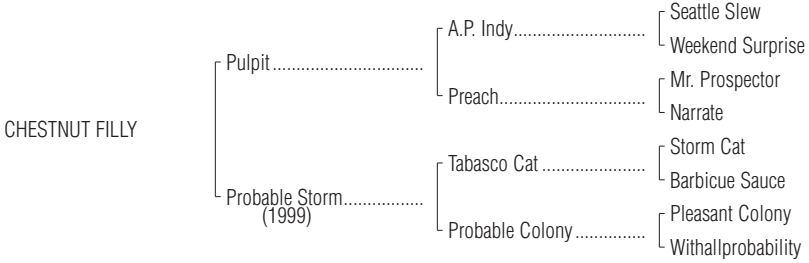 Seattle Slew
A.P. Indy..............................
Weekend Surprise
Pulpit................................
Mr. Prospector
Preach.................................
Narrate
CHESTNUT FILLY
Storm Cat
Tabasco Cat ........................
Barbicue Sauce
Probable Storm.................
(1999)
Pleasant Colony
Probable Colony ...............
Withallprobability